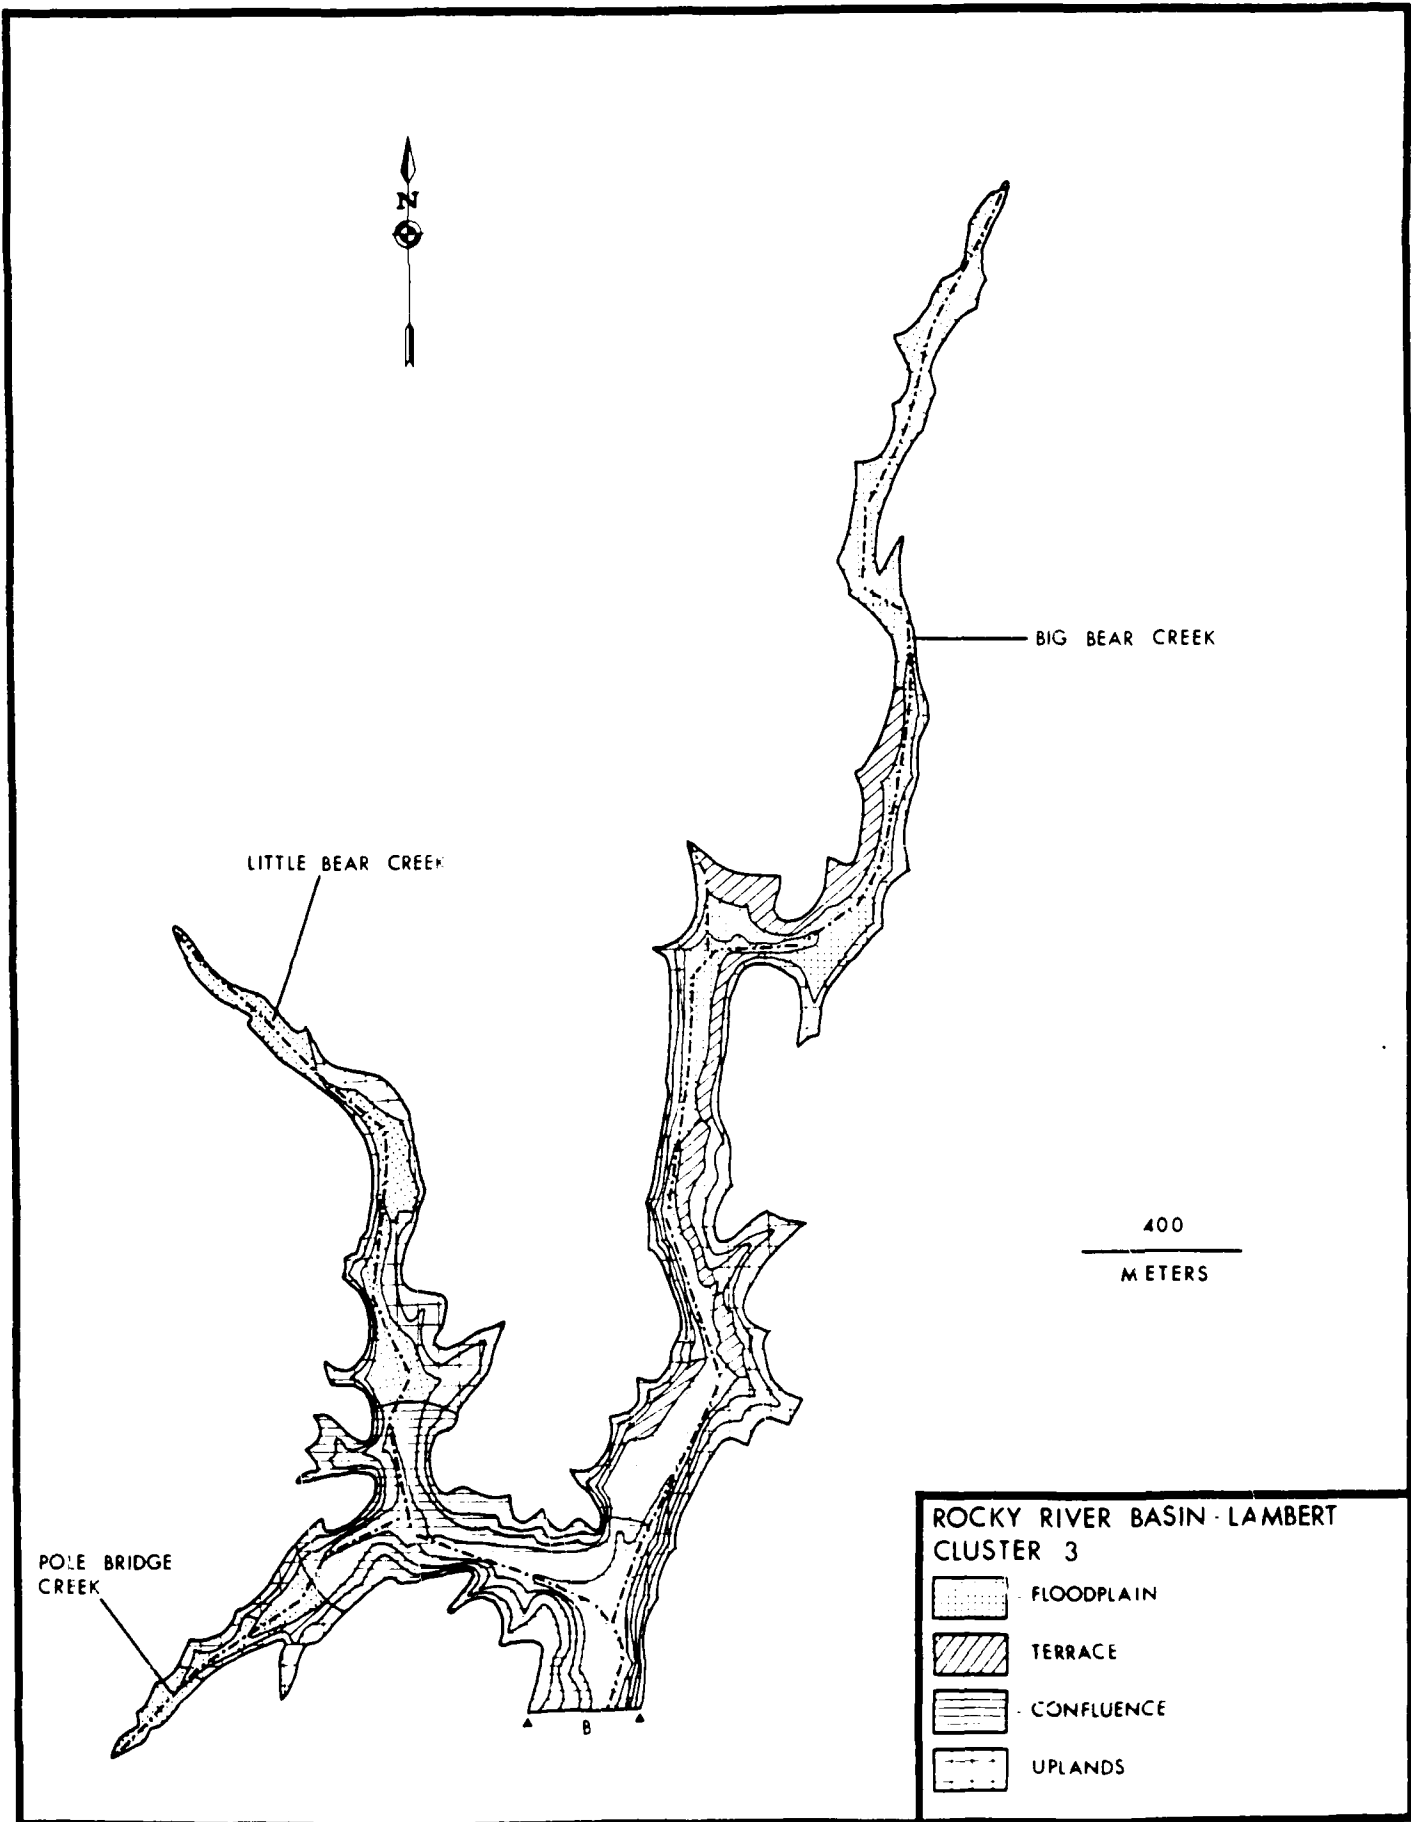 N
BIG BEAR CREEK
LITTLE BEAR CREEK
400
METERS
POLE BRIDGE
CREEK
B
ROCKY RIVER BASIN - LAMBERT
CLUSTER 3
FLOODPLAIN
TERRACE
CONFLUENCE
UPLANDS